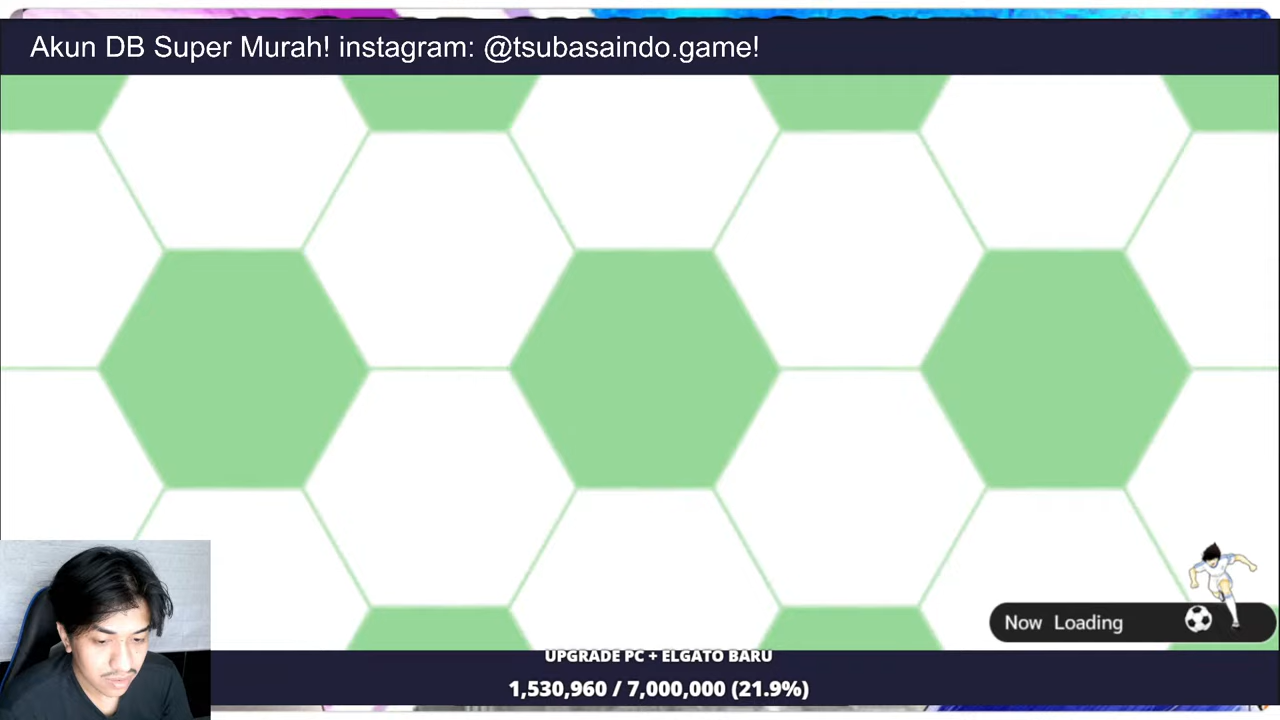 Akun DB Super Murah! instagram: @tsubasaindo.game!
Now Loading
UPGRADE PC + ELGATO BARU
1,530,960 / 7,000,000 (21.9%)